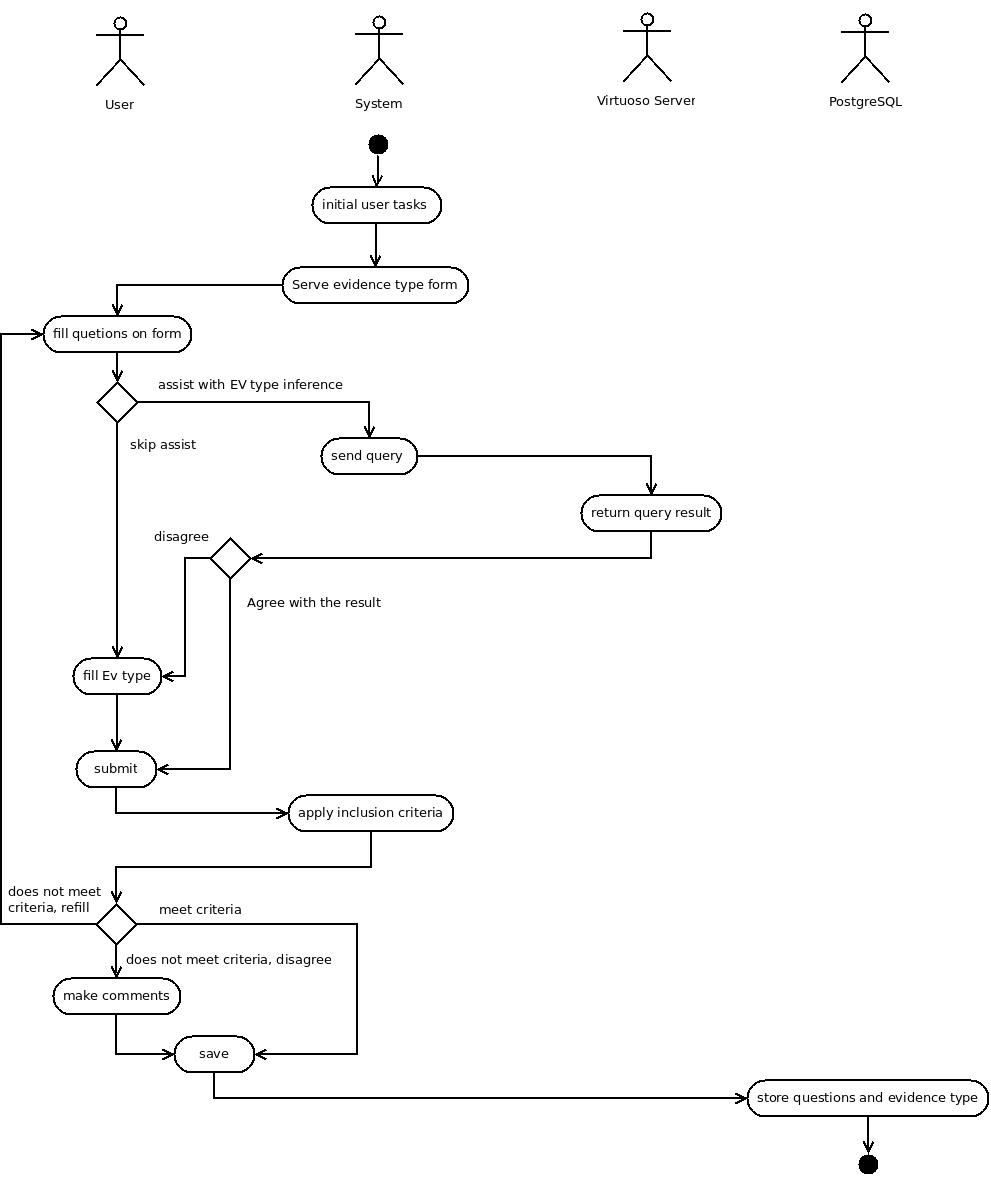 User
System
Virtuoso Server
PostgreSQL
initial user tasks
Serve evidence type form
fill quetions on form
assist with EV type inference
skip assist
send query
return query result
disagree
Agree with the result
fill Ev type
submit
apply inclusion criteria
does not meet
criteria, refill
meet criteria
does not meet criteria, disagree
make comments
save
store questions and evidence type